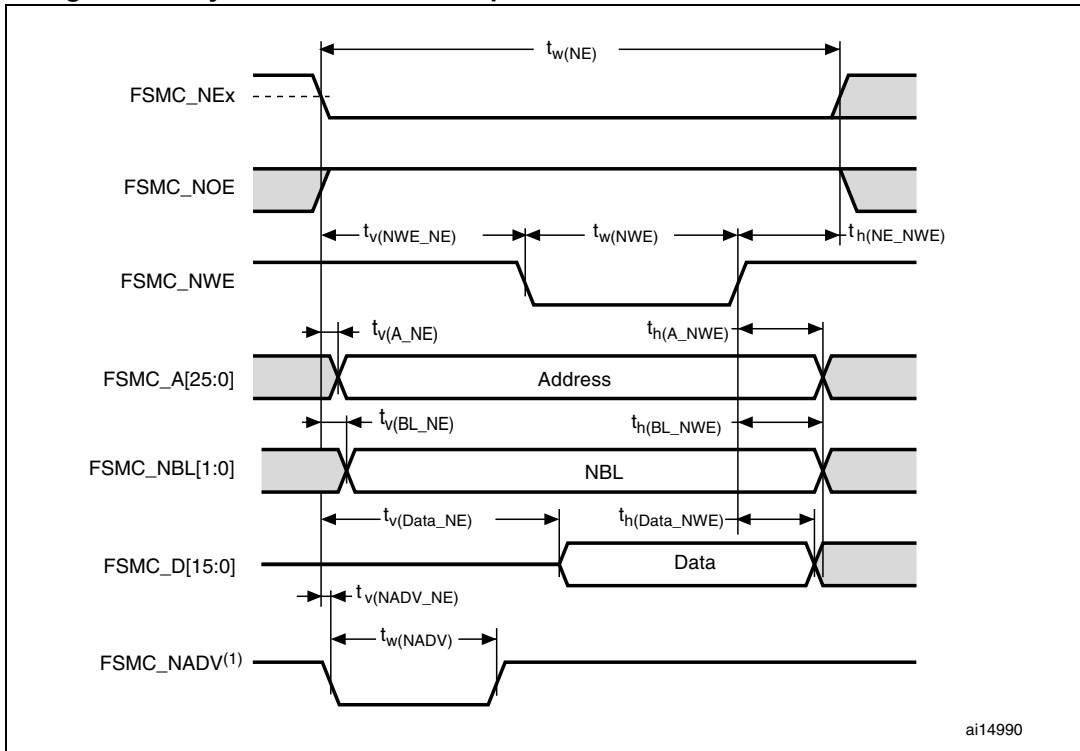 tw(NE)
FSMC_NEx
FSMC_NOE
tv(NWE_NE) tw(NWE) th(NE_NWE)
FSMC_NWE
tv(A_NE) th(A_NWE)
FSMC_A[25:0] Address
tv(BL_NE) th(BL_NWE)
FSMC_NBL[1:0] NBL
tv(Data_NE) th(Data_NWE)
FSMC_D[15:0] Data
tv(NADV_NE)
tw(NADV)
FSMC_NADV(1)
ai14990